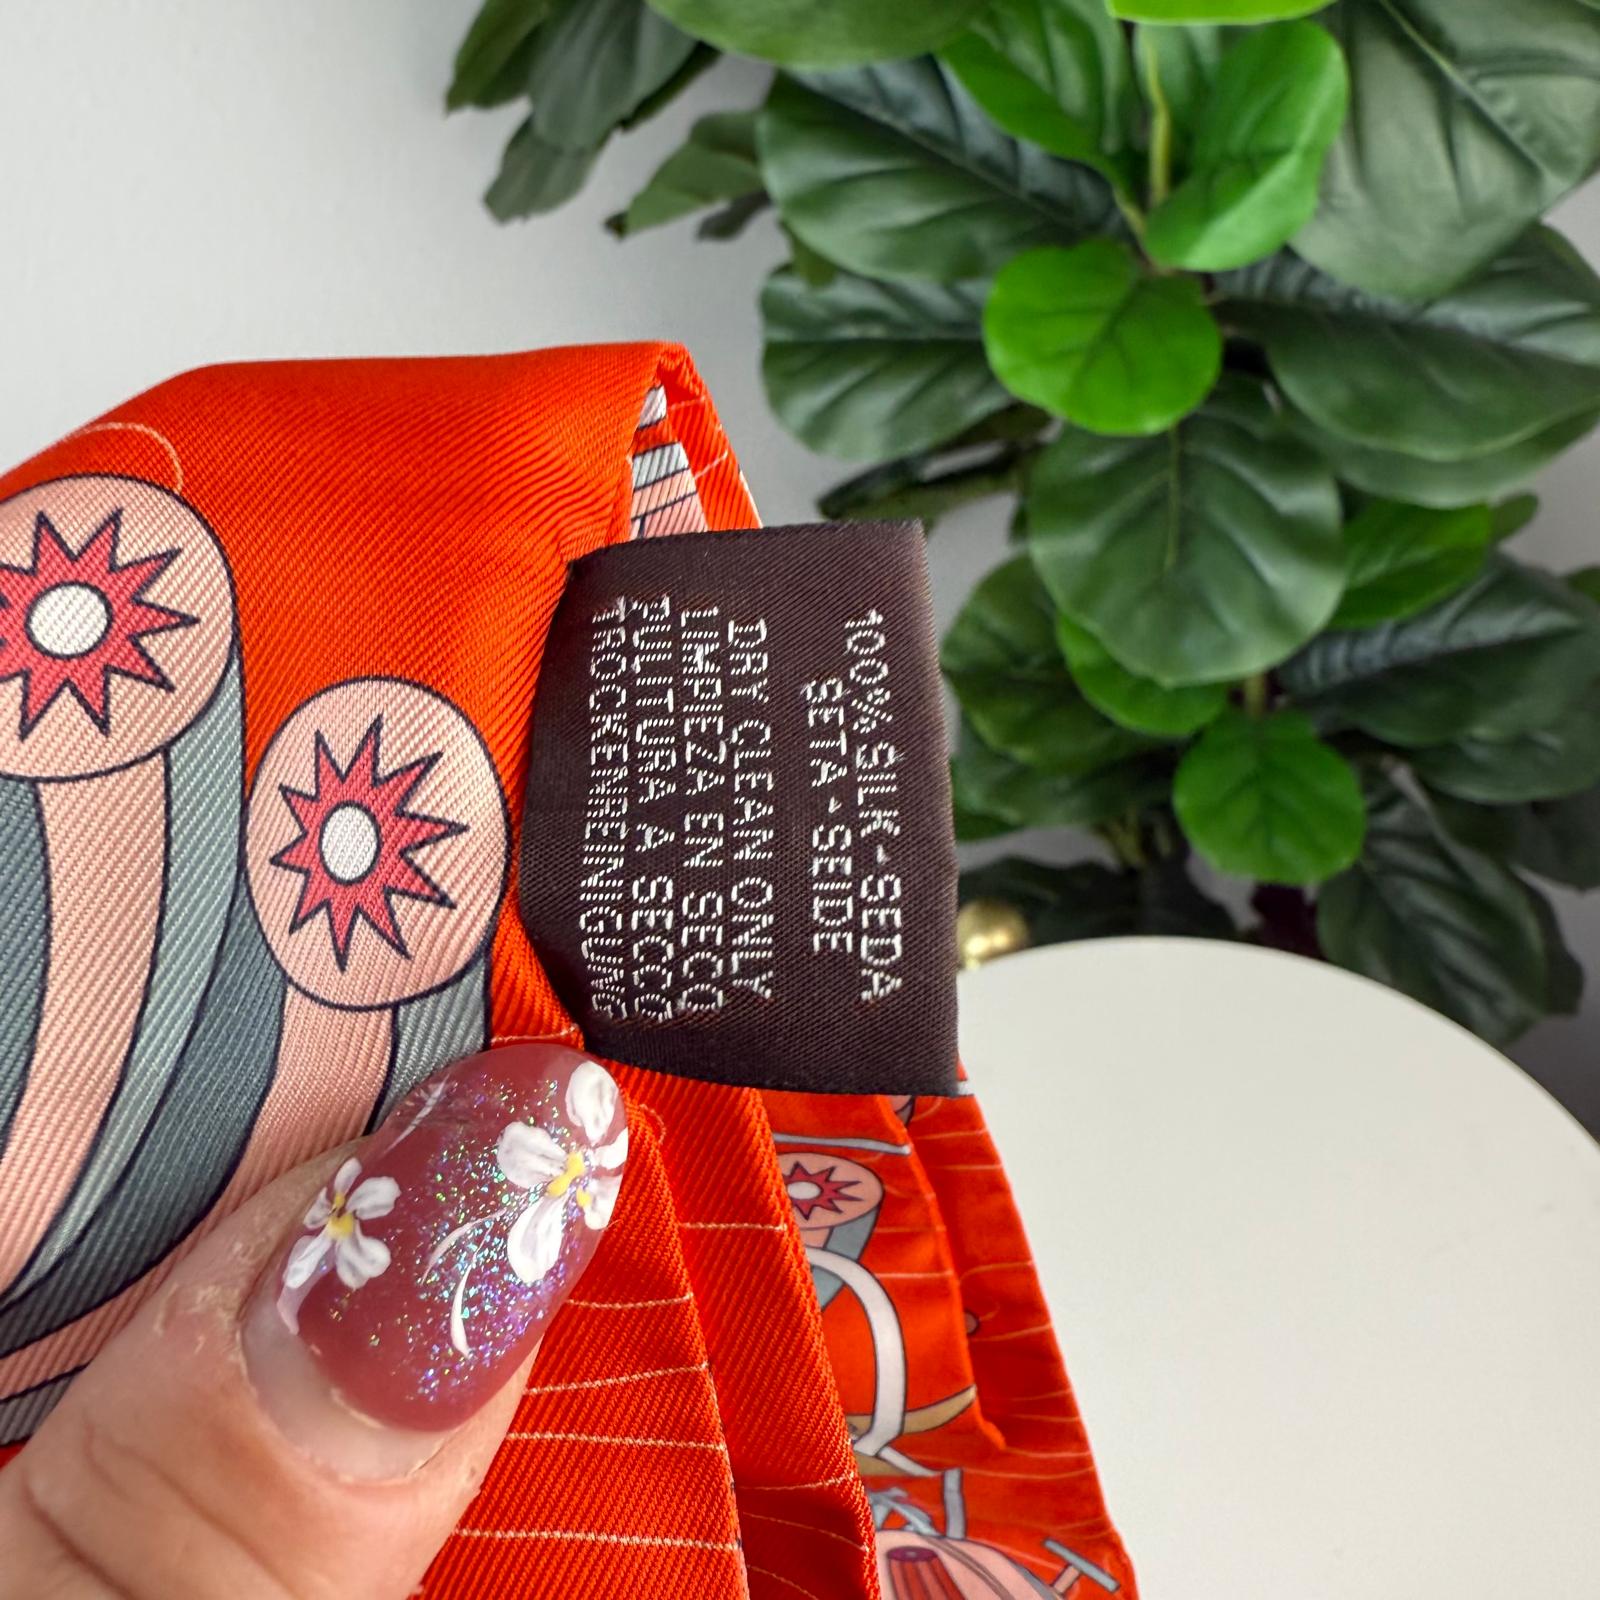 100% SILK-SEDA
SETA-SEIDE
DRY CLEAN ONLY
LIMPIEZA EN SECO
PULITURA A SECCO
TROCKENREINIGUNG